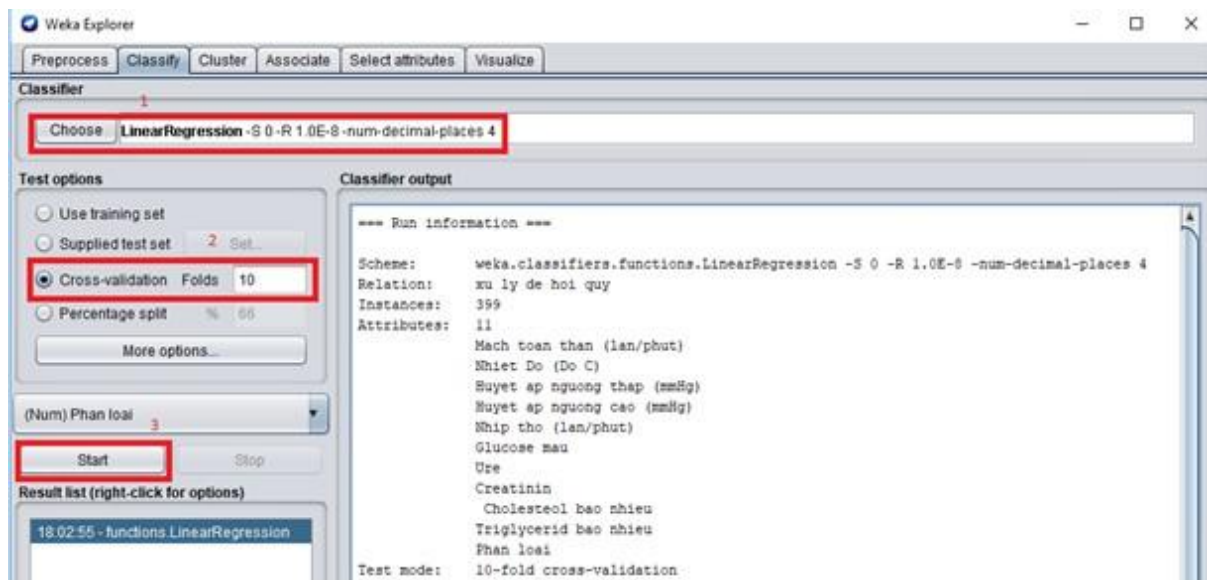 Weka Explorer
Preprocess Classify Cluster Associate Select attributes Visualize
Classifier
1
Choose LinearRegression -S 0 -R 1.0E-8 -num-decimal-places 4
Test options
Classifier output
Use training set
Supplied test set 2 Set...
Cross-validation Folds 10
Percentage split % 66
More options...
(Num) Phan loai
3
Start Stop
Result list (right-click for options)
18:02:55 - functions.LinearRegression
=== Run information ===
Scheme: weka.classifiers.functions.LinearRegression -S 0 -R 1.0E-8 -num-decimal-places 4
Relation: xu ly de hoi quy
Instances: 399
Attributes: 11
Mach toan than (lan/phut)
Nhiet Do (Do C)
Huyet ap nguong thap (mmHg)
Huyet ap nguong cao (mmHg)
Nhip tho (lan/phut)
Glucose mau
Ure
Creatinin
Cholesteol bao nhieu
Triglycerid bao nhieu
Phan loai
Test mode: 10-fold cross-validation